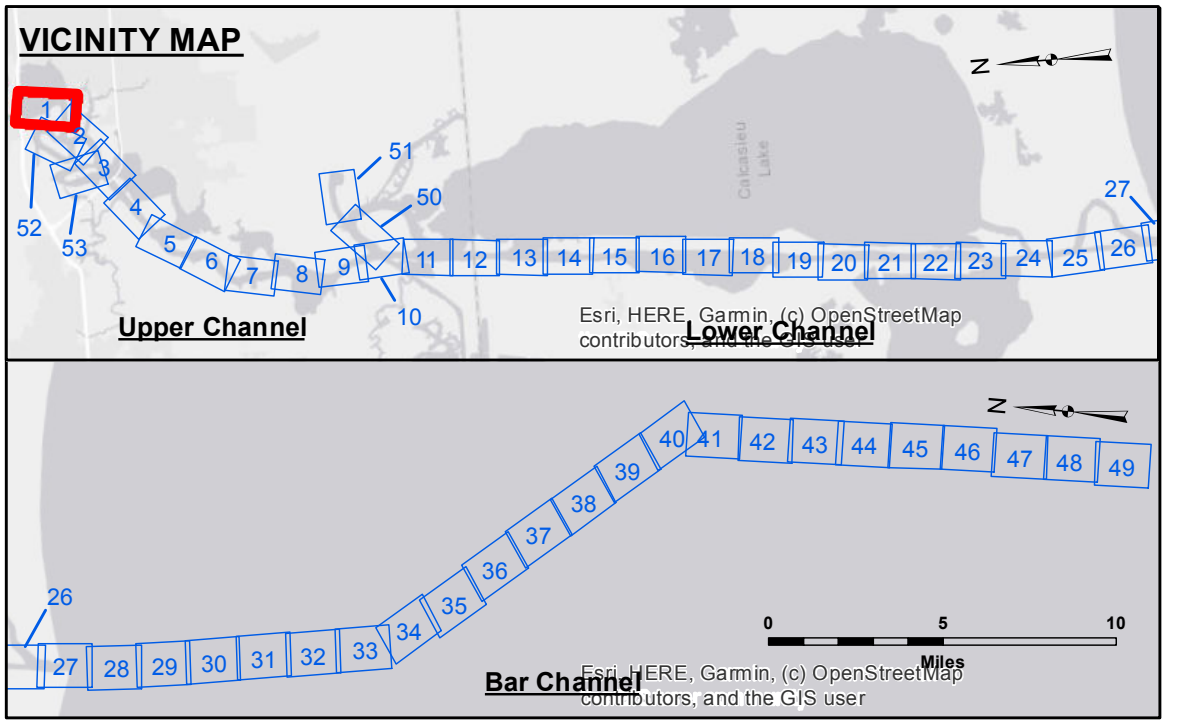 VICINITY MAP
N
1
2
3
52
53
4
5
6
7
8
9
10
51
50
11 12 13 14 15 16 17 18 19 20 21 22 23 24 25 26
27
Calcasieu
Lake
Upper Channel
Esri, HERE, Garmin, (c) OpenStreetMap
contributors, and the GIS user
Lower Channel
N
26
27 28 29 30 31 32 33 34 35 36 37 38 39 40 41 42 43 44 45 46 47 48 49
0 5 10
Miles
Bar Channel
Esri, HERE, Garmin, (c) OpenStreetMap
contributors, and the GIS user